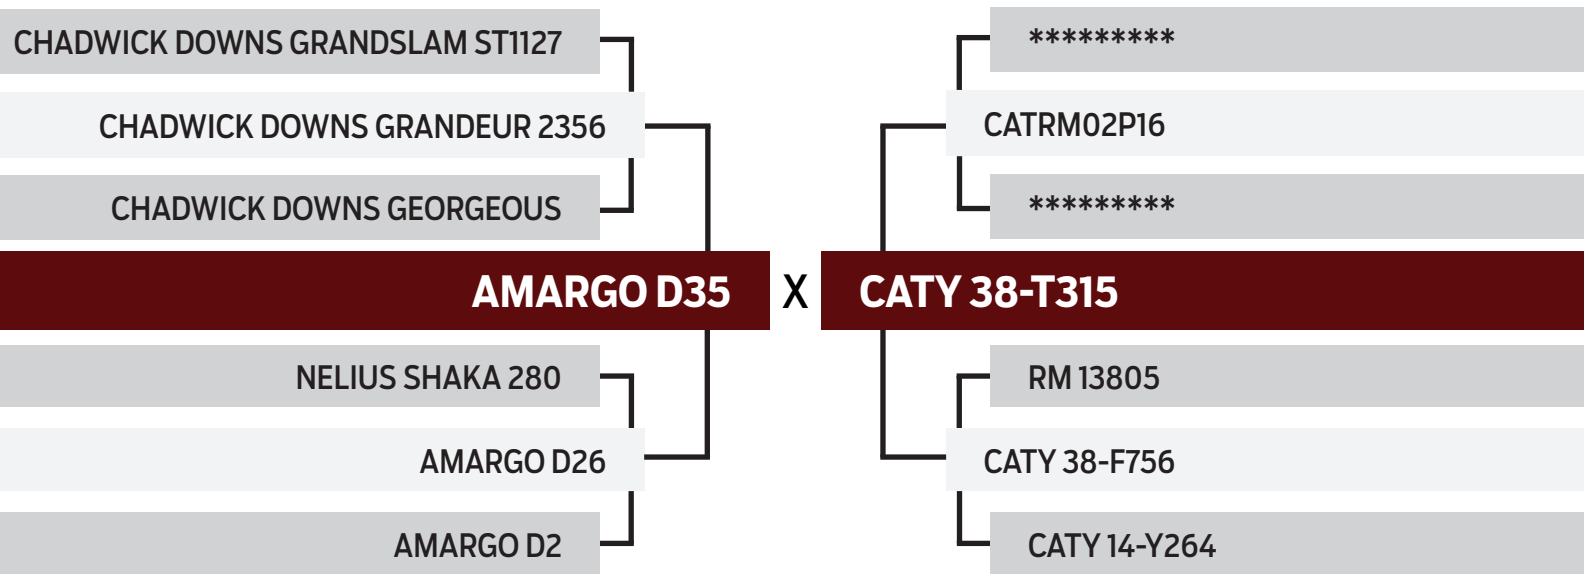 CHADWICK DOWNS GRANDSLAM ST1127
CHADWICK DOWNS GRANDEUR 2356
CHADWICK DOWNS GEORGEOUS
AMARGO D35
NELIUS SHAKA 280
AMARGO D26
AMARGO D2
X
*********
CATRM02P16
*********
CATY 38-T315
RM 13805
CATY 38-F756
CATY 14-Y264